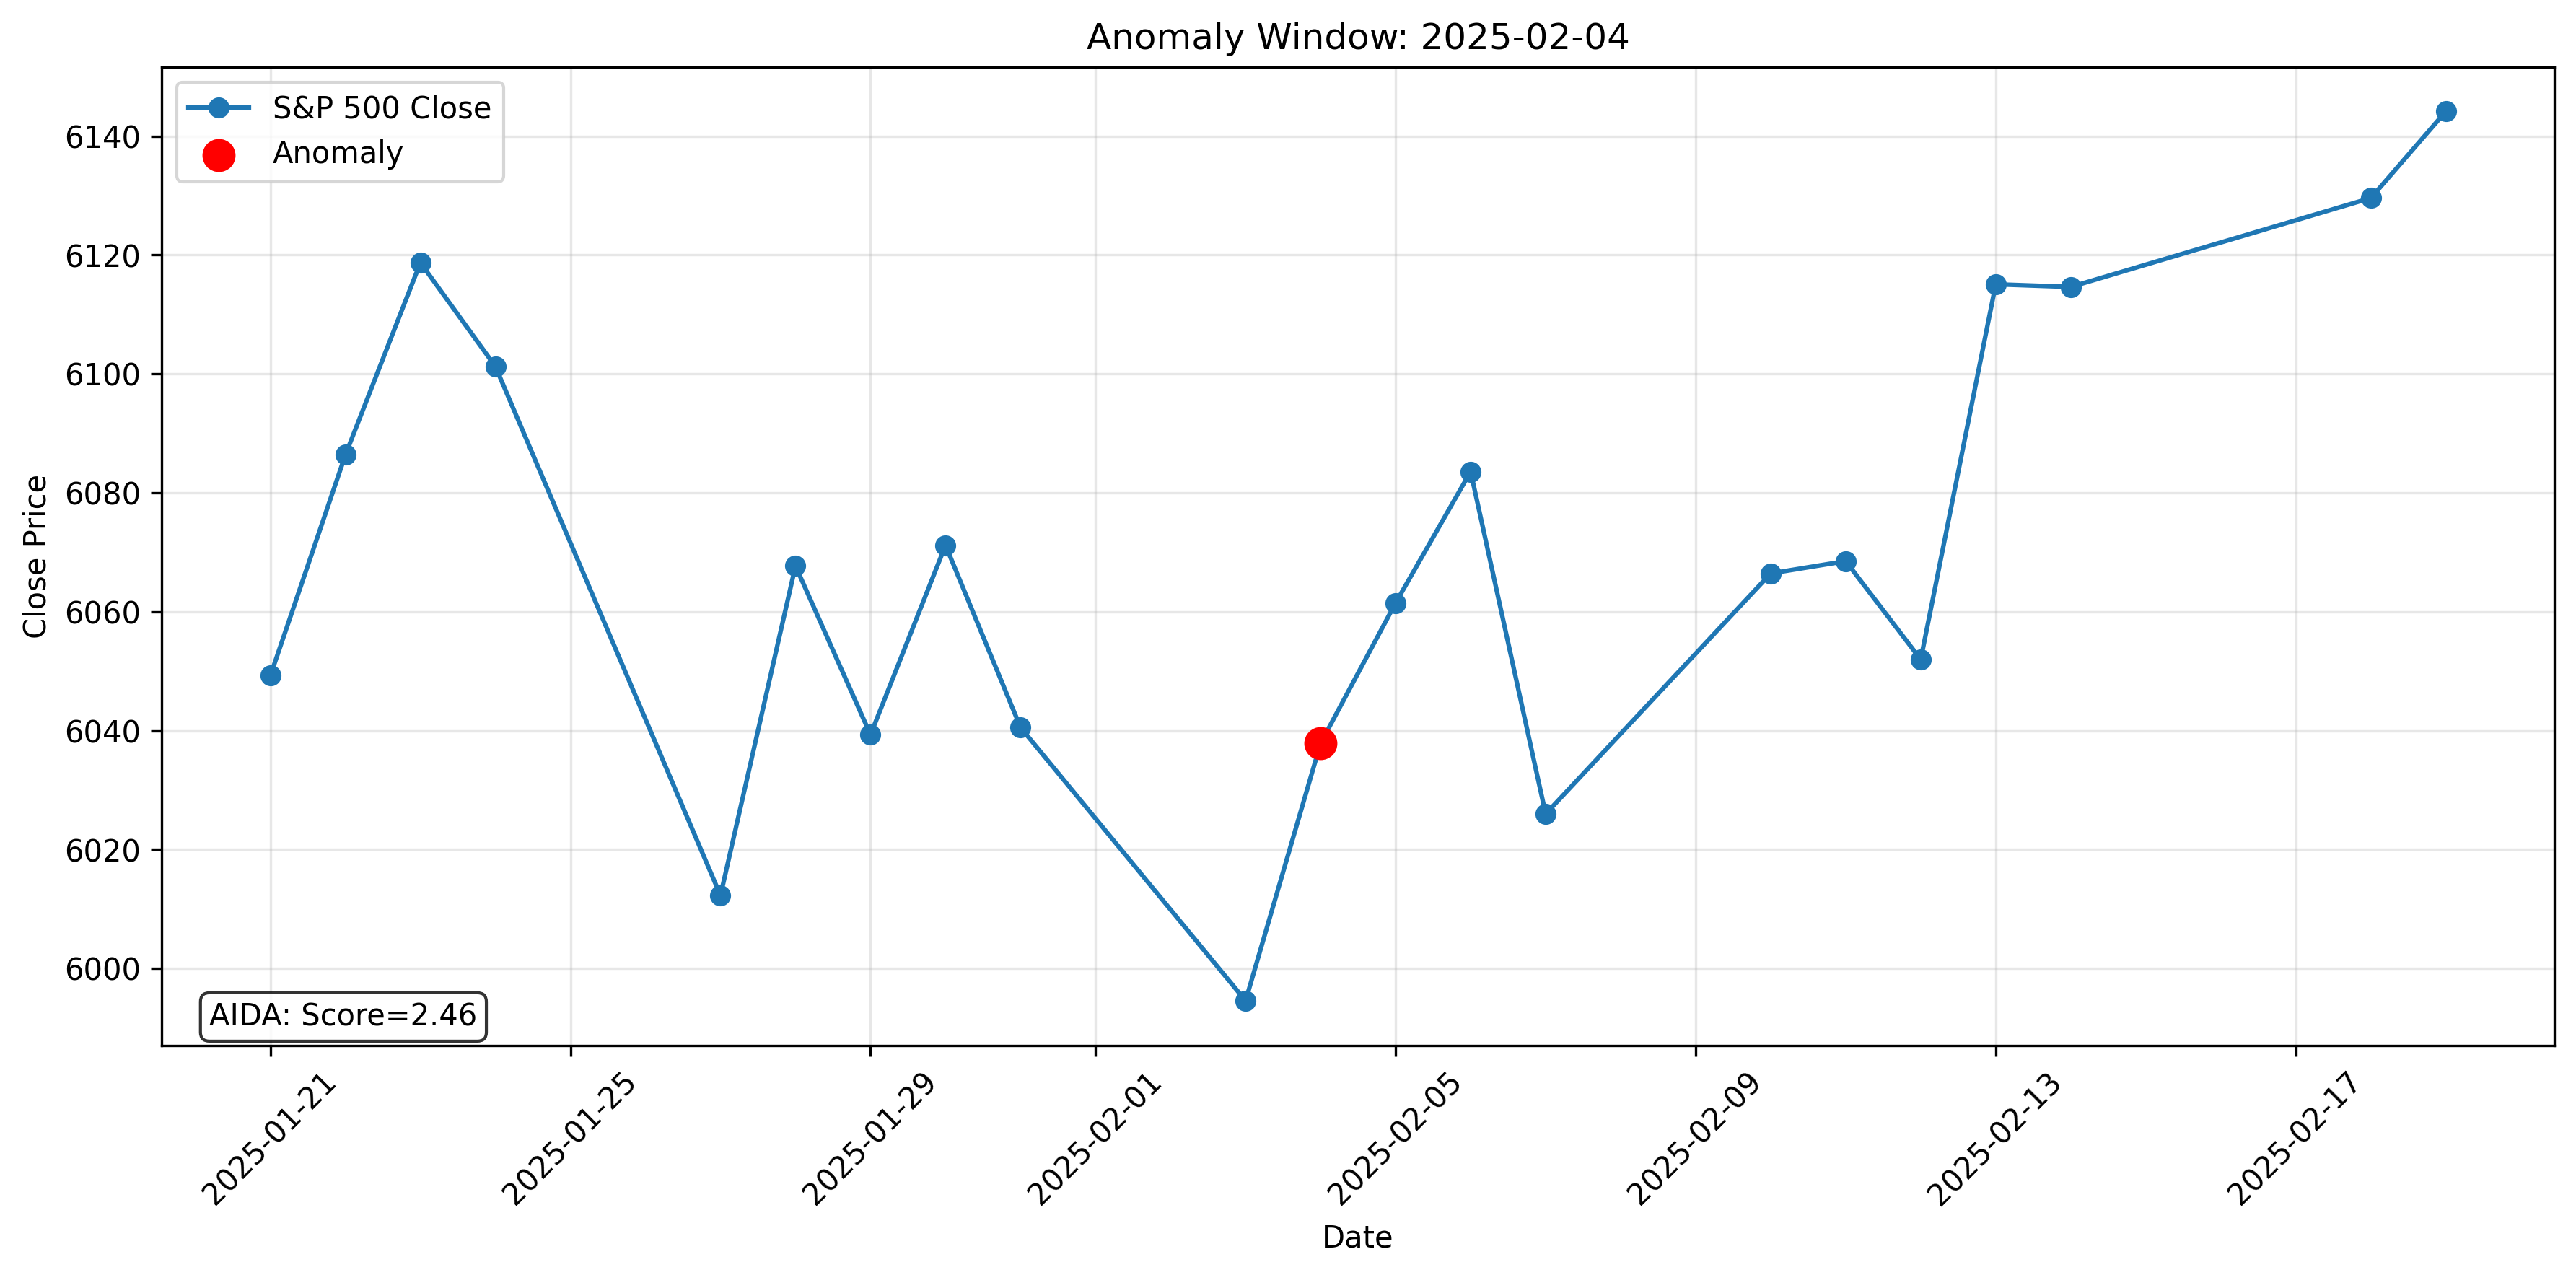 Anomaly Window: 2025-02-04
S&P 500 Close
Anomaly
6140
6120
6100
6080
6060
6040
6020
6000
Close Price
AIDA: Score=2.46
2025-01-21
2025-01-25
2025-01-29
2025-02-01
2025-02-05
2025-02-09
2025-02-13
2025-02-17
Date